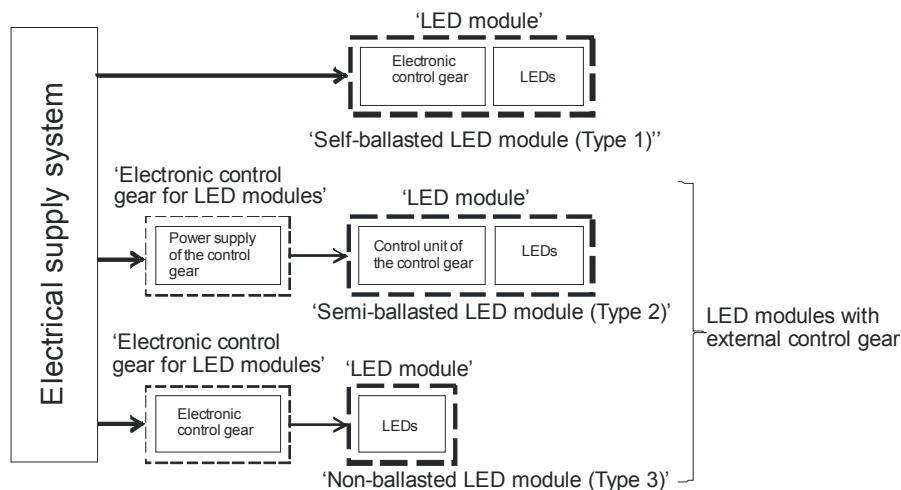 Electrical supply system
‘LED module’
Electronic
control gear
LEDs
‘Self-ballasted LED module (Type 1)’’
‘Electronic control
gear for LED modules’
‘LED module’
Power supply
of the control
gear
Control unit of
the control gear
LEDs
‘Semi-ballasted LED module (Type 2)’
LED modules with
external control gear
‘Electronic control
gear for LED modules’
‘LED module’
Electronic
control gear
LEDs
‘Non-ballasted LED module (Type 3)’